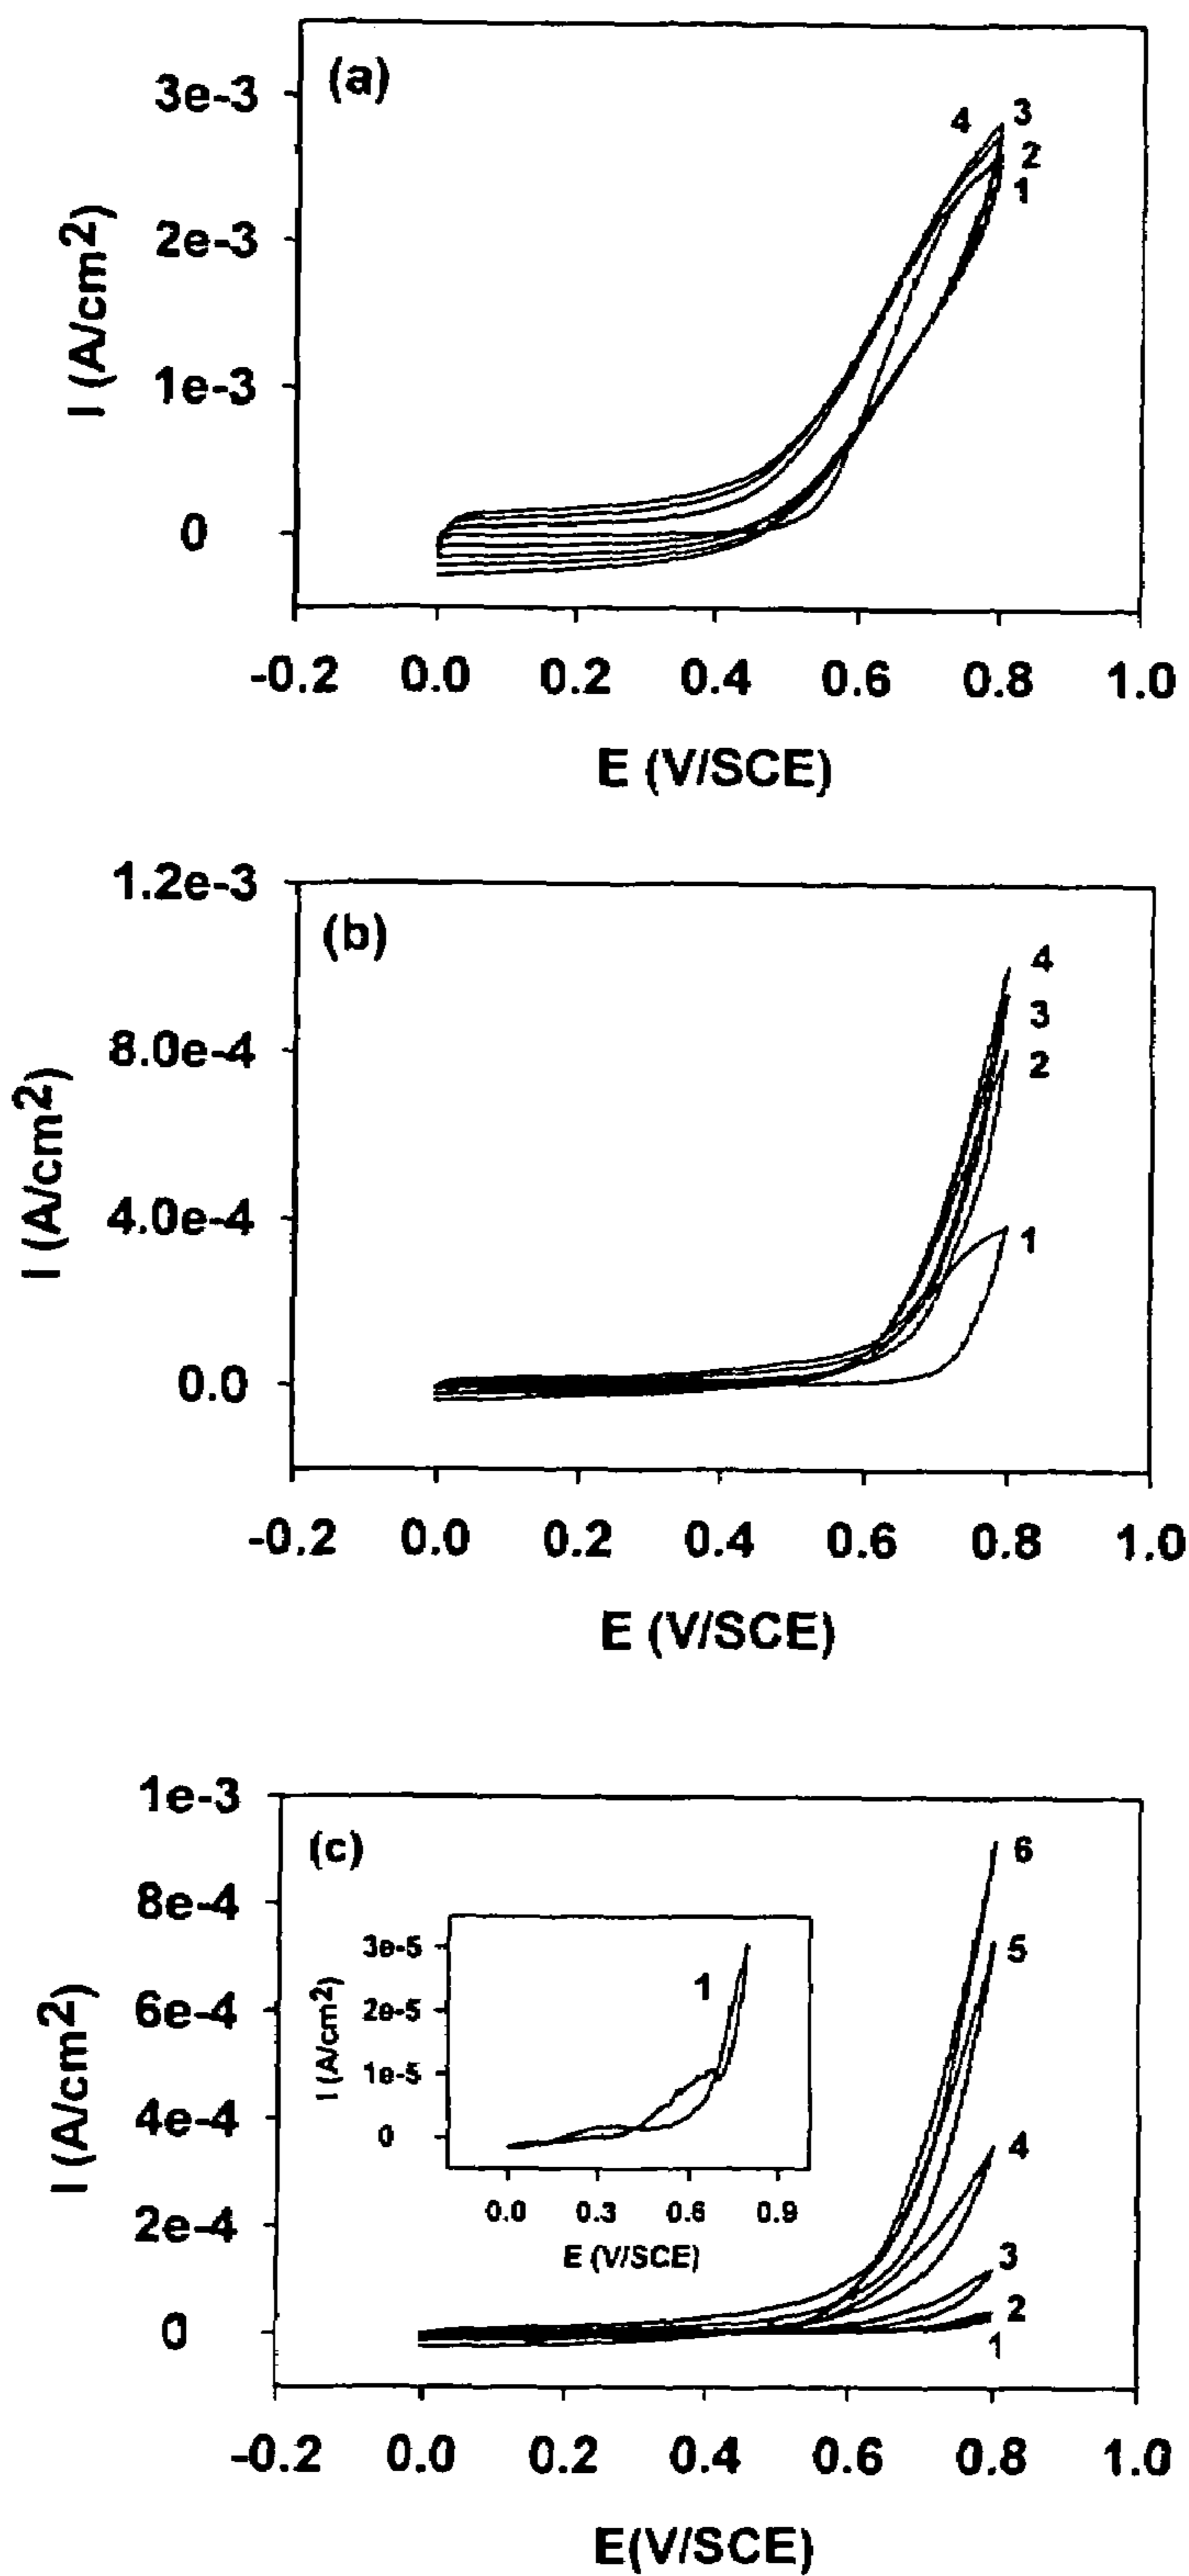 (a)
3e-3
2e-3
1e-3
0
I (A/cm2)
4 3
2
1
-0.2 0.0 0.2 0.4 0.6 0.8 1.0
E (V/SCE)
(b)
1.2e-3
8.0e-4
4.0e-4
0.0
I (A/cm2)
4
3
2
1
-0.2 0.0 0.2 0.4 0.6 0.8 1.0
E (V/SCE)
(c)
1e-3
8e-4
6e-4
4e-4
2e-4
0
I (A/cm2)
6
5
4
3
2
1
3e-5
2e-5
1e-5
0
I (A/cm2)
1
0.0 0.3 0.6 0.9
E (V/SCE)
-0.2 0.0 0.2 0.4 0.6 0.8 1.0
E(V/SCE)